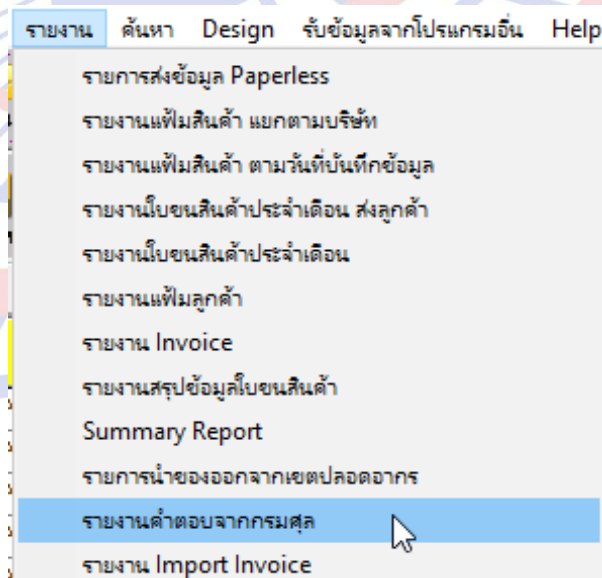 รายงาน ค้นหา Design รับข้อมูลจากโปรแกรมอื่น Help
รายการส่งข้อมูล Paperless
รายงานแฟ้มสินค้า แยกตามบริษัท
รายงานแฟ้มสินค้า ตามวันที่บันทึกข้อมูล
รายงานใบขนสินค้าประจำเดือน ส่งลูกค้า
รายงานใบขนสินค้าประจำเดือน
รายงานแฟ้มลูกค้า
รายงาน Invoice
รายงานสรุปข้อมูลใบขนสินค้า
Summary Report
รายการนำของออกจากเขตปลอดอากร
รายงานคำตอบจากกรมศุล
รายงาน Import Invoice